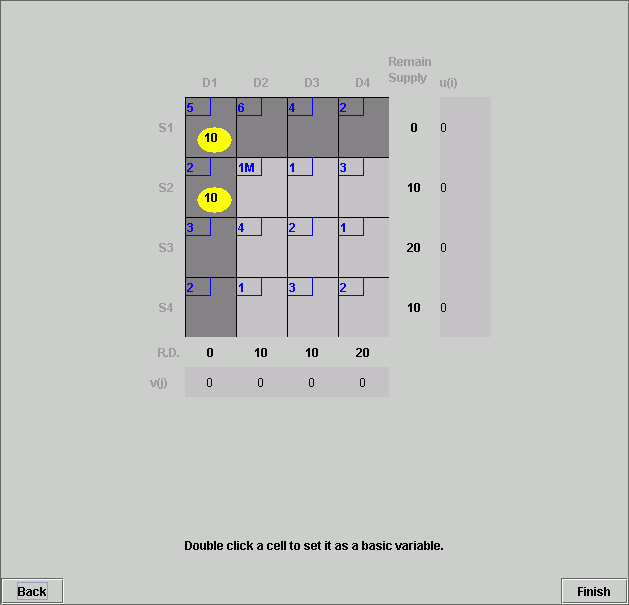 Remain
D1 D2 D3 D4 Supply u(i)
5 6 4 2
S1 10 0 0
2 1M 1 3
S2 10 10 0
3 4 2 1
S3 20 0
2 1 3 2
S4 10 0
R.D. 0 10 10 20
v(j) 0 0 0 0
Double click a cell to set it as a basic variable.
Back Finish